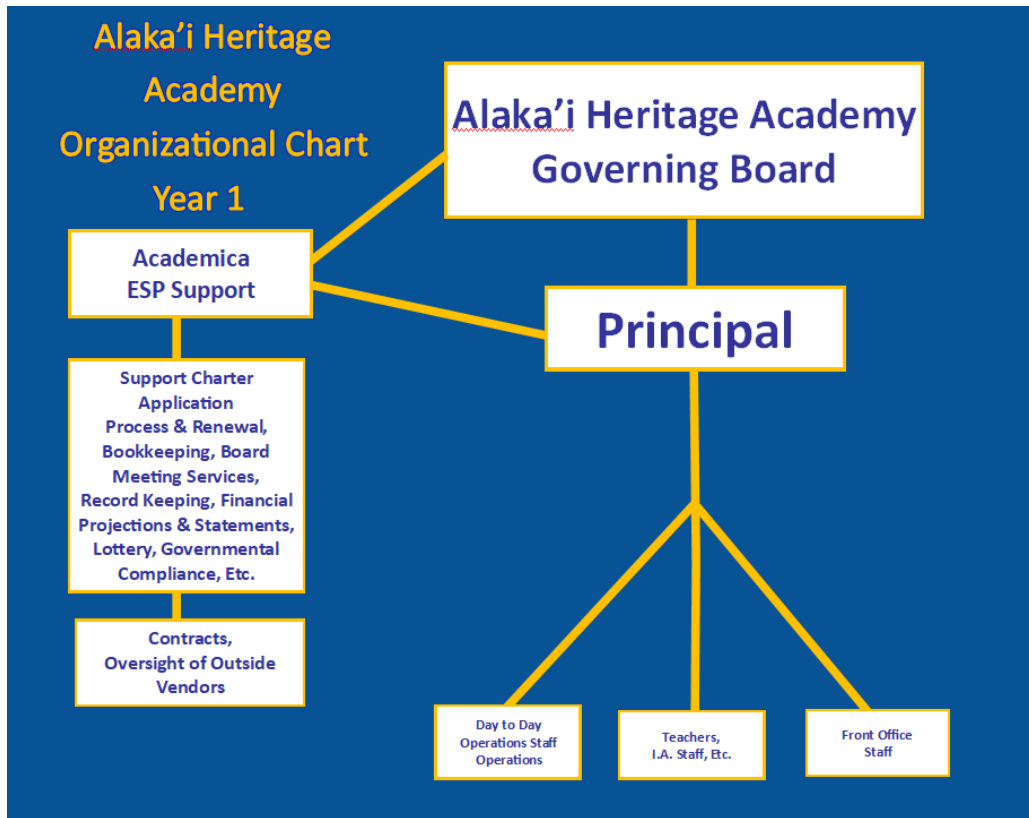 Alaka’i Heritage
Academy
Organizational Chart
Year 1
Alaka’i Heritage Academy
Governing Board
Academica
ESP Support
Principal
Support Charter
Application
Process & Renewal,
Bookkeeping, Board
Meeting Services,
Record Keeping, Financial
Projections & Statements,
Lottery, Governmental
Compliance, Etc.
Contracts,
Oversight of Outside
Vendors
Day to Day
Operations Staff
Operations
Teachers,
I.A. Staff, Etc.
Front Office
Staff